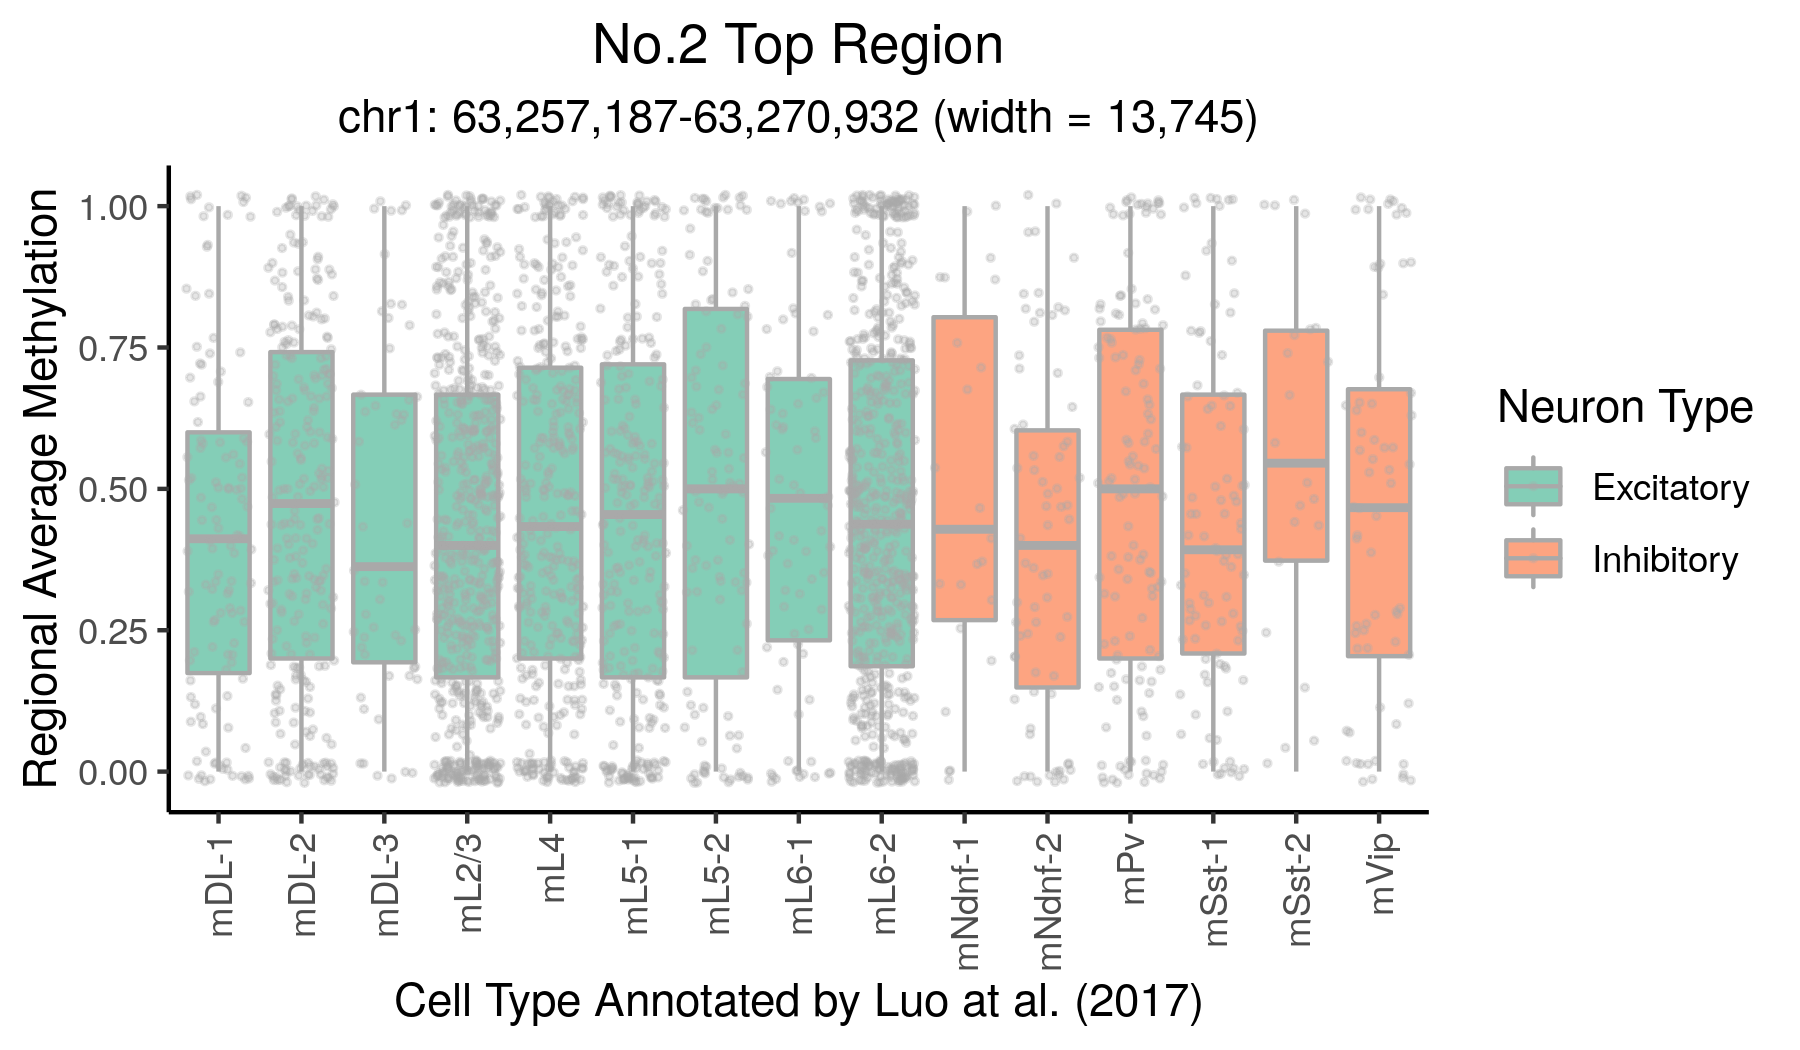 No.2 Top Region
chr1: 63,257,187-63,270,932 (width = 13,745)
Regional Average Methylation
1.00
0.75
0.50
0.25
0.00
mDL-1
mDL-2
mDL-3
mL2/3
mL4
mL5-1
mL5-2
mL6-1
mL6-2
mNdnf-1
mNdnf-2
mPv
mSst-1
mSst-2
mVip
Cell Type Annotated by Luo at al. (2017)
Neuron Type
Excitatory
Inhibitory